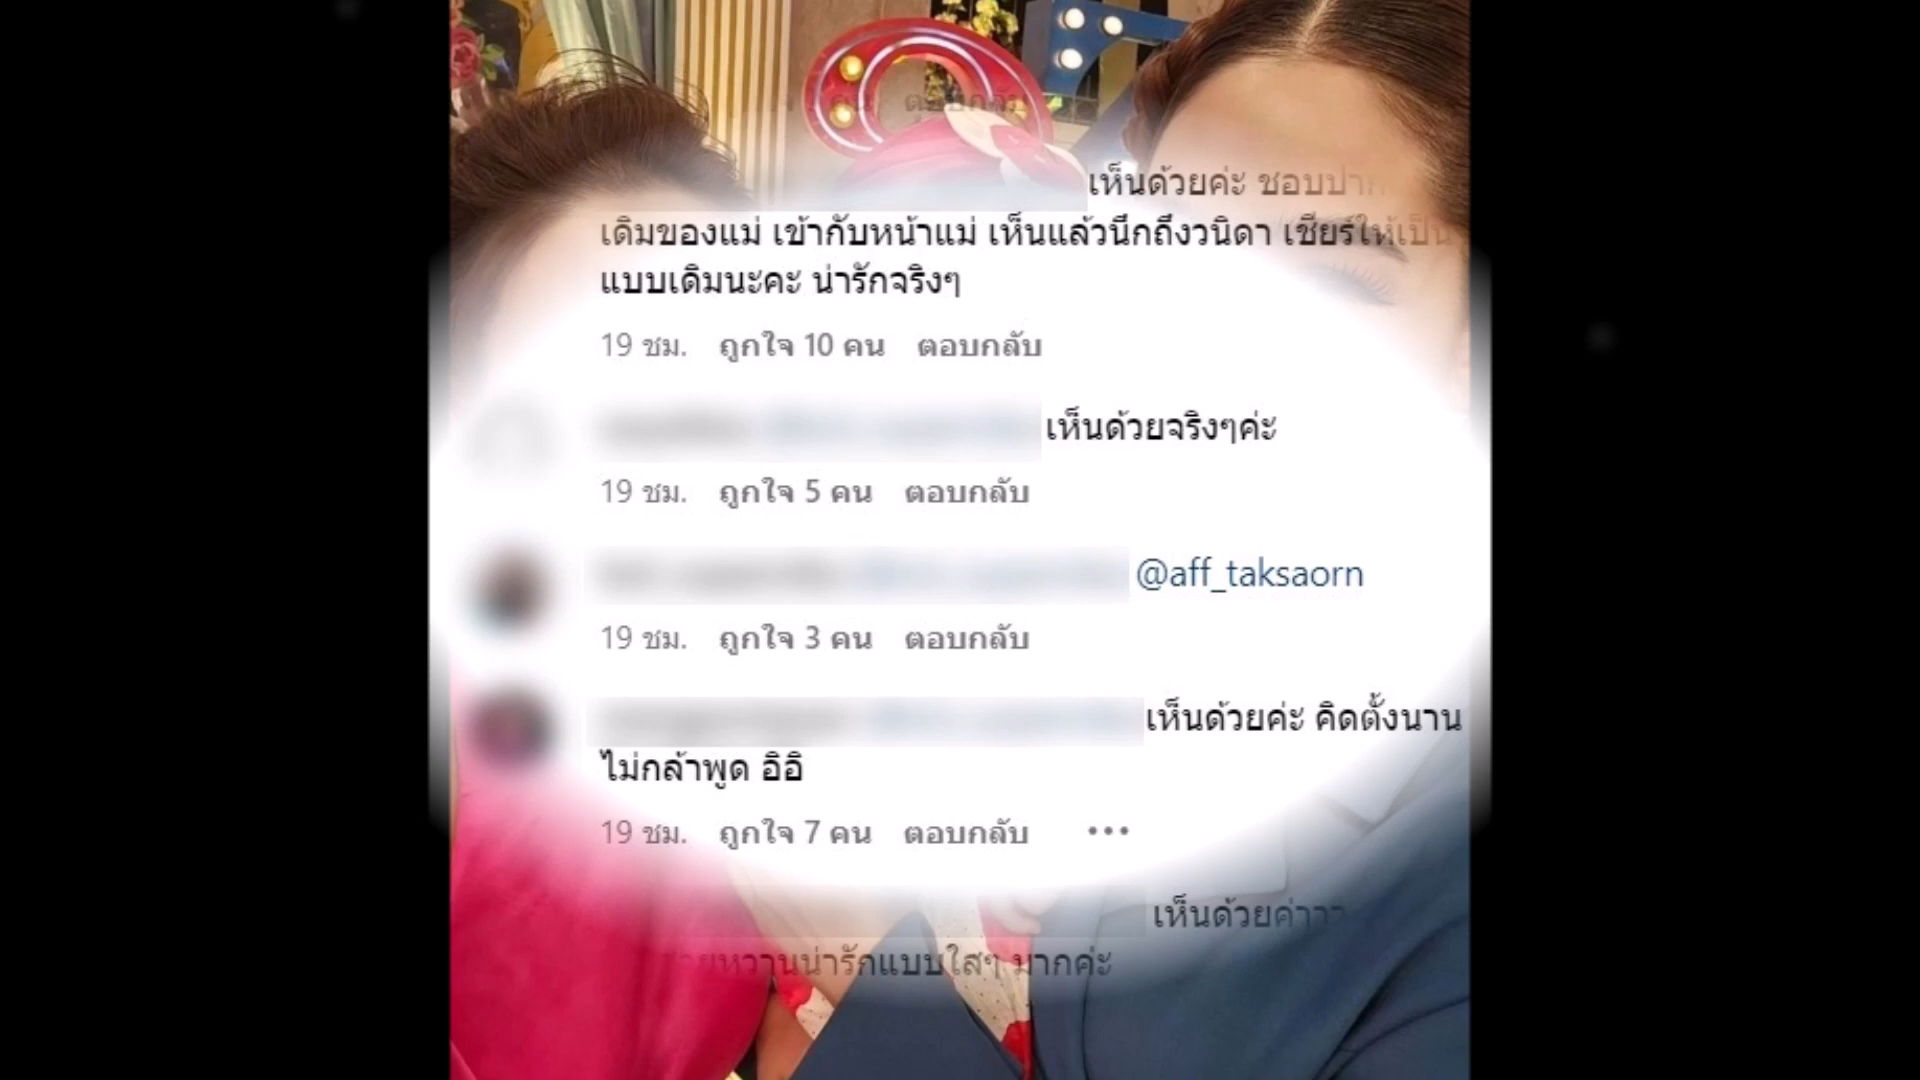 ตอบกลับ
เห็นด้วยค่ะ ชอบปาก
เดิมของแม่ เข้ากับหน้าแม่ เห็นแล้วนึกถึงวนิดา เชียร์ให้เป็น
แบบเดิมนะคะ น่ารักจริงๆ
19 ชม. ถูกใจ 10 คน ตอบกลับ
เห็นด้วยจริงๆค่ะ
19 ชม. ถูกใจ 5 คน ตอบกลับ
@aff_taksaorn
19 ชม. ถูกใจ 3 คน ตอบกลับ
เห็นด้วยค่ะ คิดตั้งนาน
ไม่กล้าพูด อิอิ
19 ชม. ถูกใจ 7 คน ตอบกลับ •••
เห็นด้วยค่าาา
น่ารักแบบใสๆ มากค่ะ